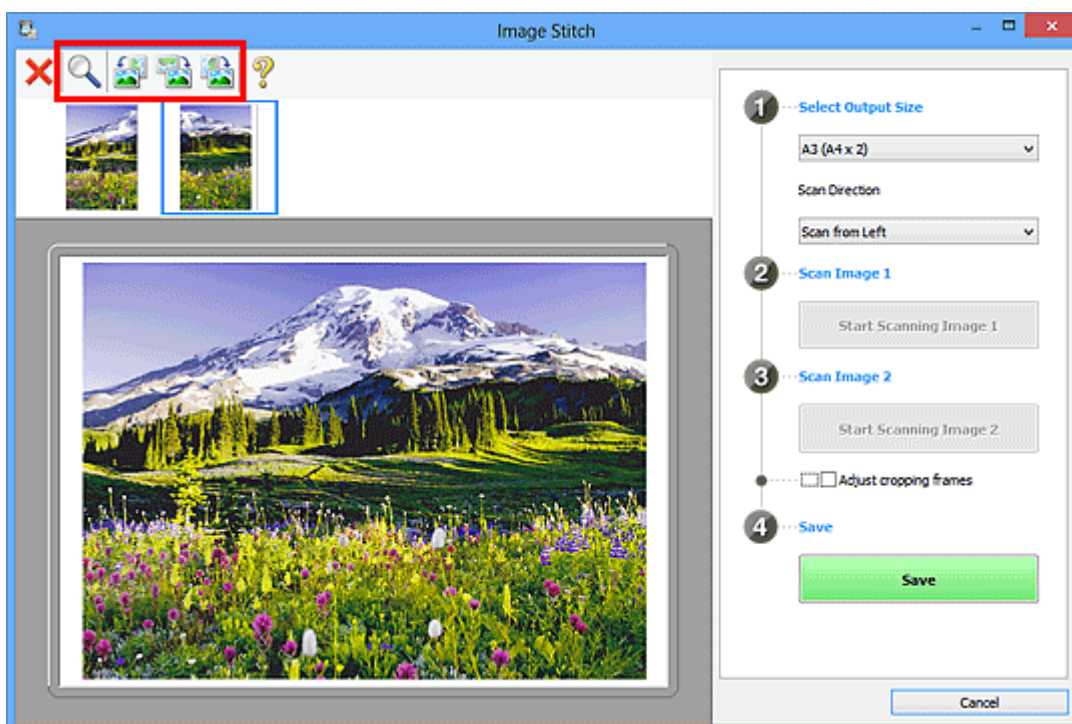 Image Stitch
1 Select Output Size
A3 (A4 x 2)
Scan Direction
Scan from Left
2 Scan Image 1
Start Scanning Image 1
3 Scan Image 2
Start Scanning Image 2
Adjust cropping frames
4 Save
Save
Cancel